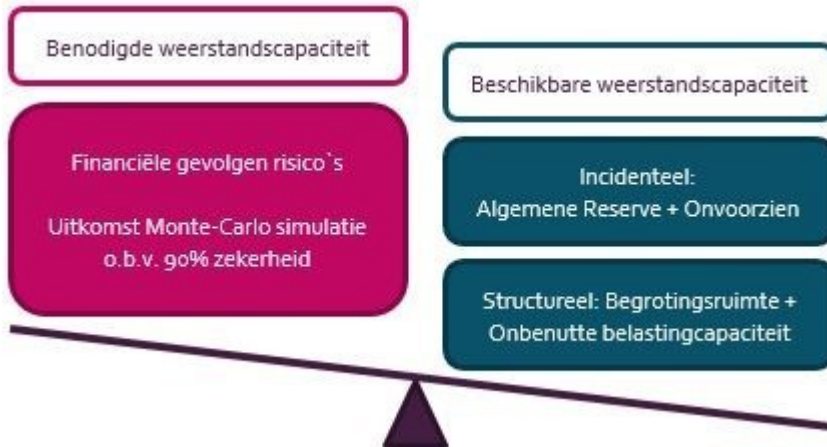 Benodigde weerstandscapaciteit
Financiële gevolgen risico`s
Uitkomst Monte-Carlo simulatie
o.b.v. 90% zekerheid
Beschikbare weerstandscapaciteit
Incidenteel:
Algemene Reserve + Onvoorzien
Structureel: Begrotingsruimte +
Onbenutte belastingcapaciteit